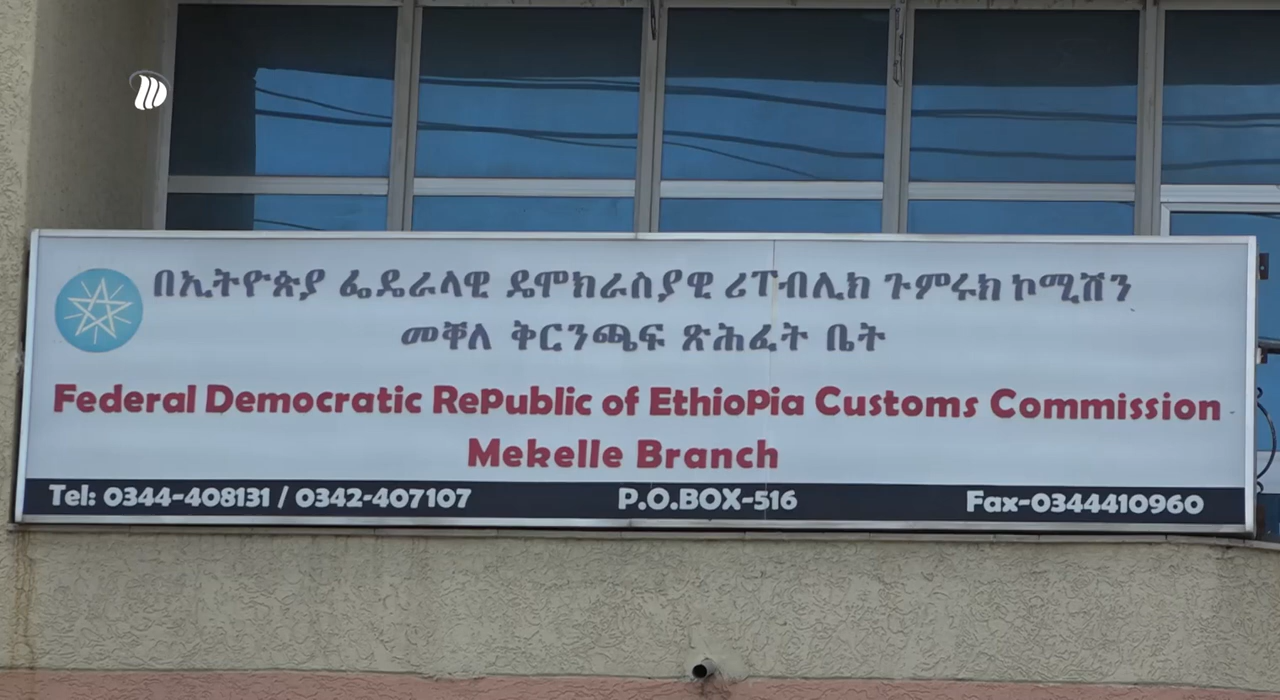 በኢትዮጵያ ፌዴራላዊ ዴሞክራስያዊ ሪፐብሊክ ጉምሩክ ኮሚሽን
መቐለ ቅርንጫፍ ጽሕፈት ቤት
Federal Democratic Republic of Ethiopia Customs Commission
Mekelle Branch
Tel: 0344-408131 / 0342-407107 P.O.BOX-516 Fax-0344410960